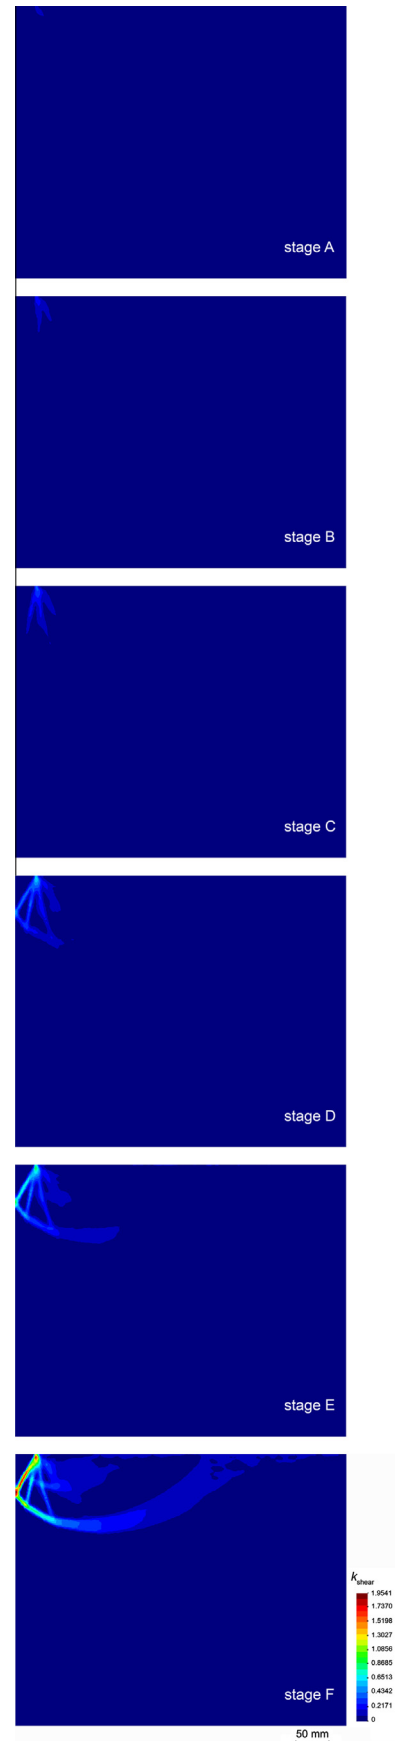 stage A
stage B
stage C
stage D
stage E
stage F
kshear
1.9541
1.7370
1.5198
1.3027
1.0856
0.8685
0.6513
0.4342
0.2171
0
50 mm